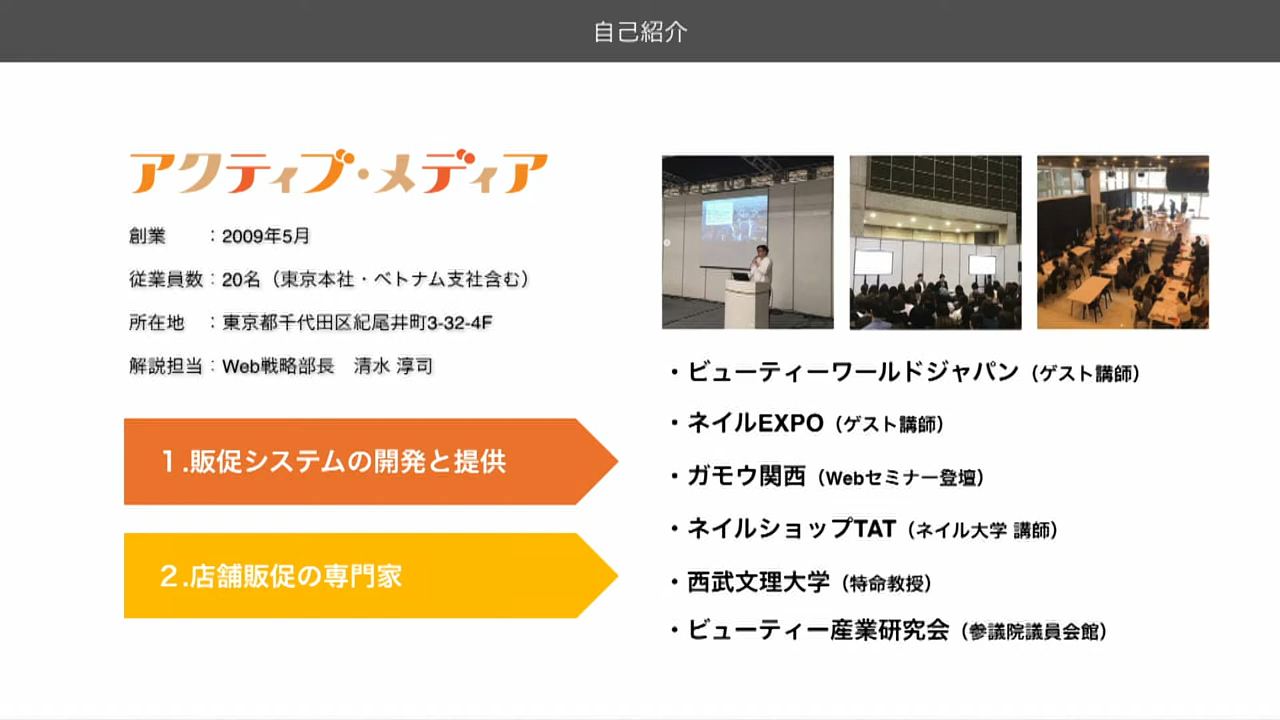 自己紹介
アクティブ・メディア
創業　　：2009年5月
従業員数：20名（東京本社・ベトナム支社含む）
所在地　：東京都千代田区紀尾井町3-32-4F
解説担当：Web戦略部長　清水 淳司
１.販促システムの開発と提供
２.店舗販促の専門家
・ビューティーワールドジャパン（ゲスト講師）
・ネイルEXPO（ゲスト講師）
・ガモウ関西（Webセミナー登壇）
・ネイルショップTAT（ネイル大学 講師）
・西武文理大学（特命教授）
・ビューティー産業研究会（参議院議員会館）